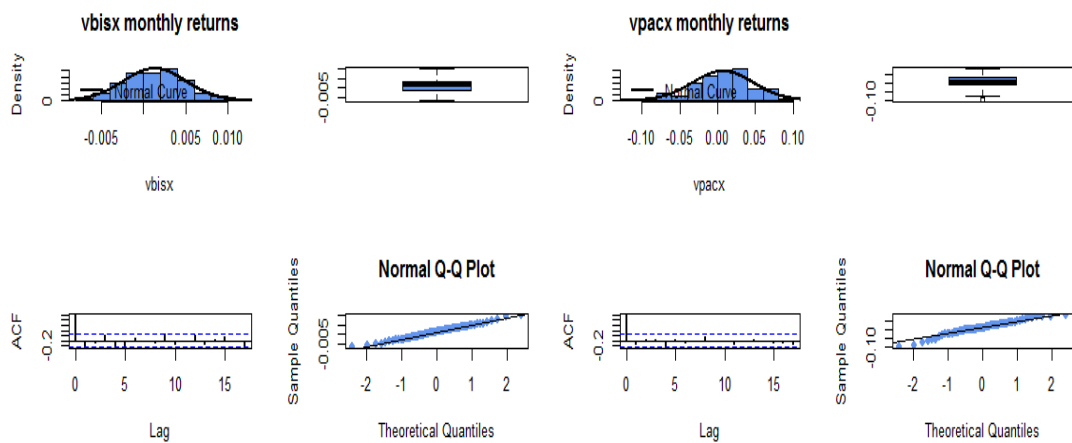 vbisx monthly returns
Density
0
Normal Curve
-0.005 0.005 0.010
vbisx
-0.005
vpacx monthly returns
Density
0
Normal Curve
-0.10 -0.05 0.00 0.05 0.10
vpacx
-0.10
ACF
-0.2
0 5 10 15
Lag
Normal Q-Q Plot
Sample Quantiles
-0.005
-2 -1 0 1 2
Theoretical Quantiles
ACF
-0.2
0 5 10 15
Lag
Normal Q-Q Plot
Sample Quantiles
-0.10
-2 -1 0 1 2
Theoretical Quantiles